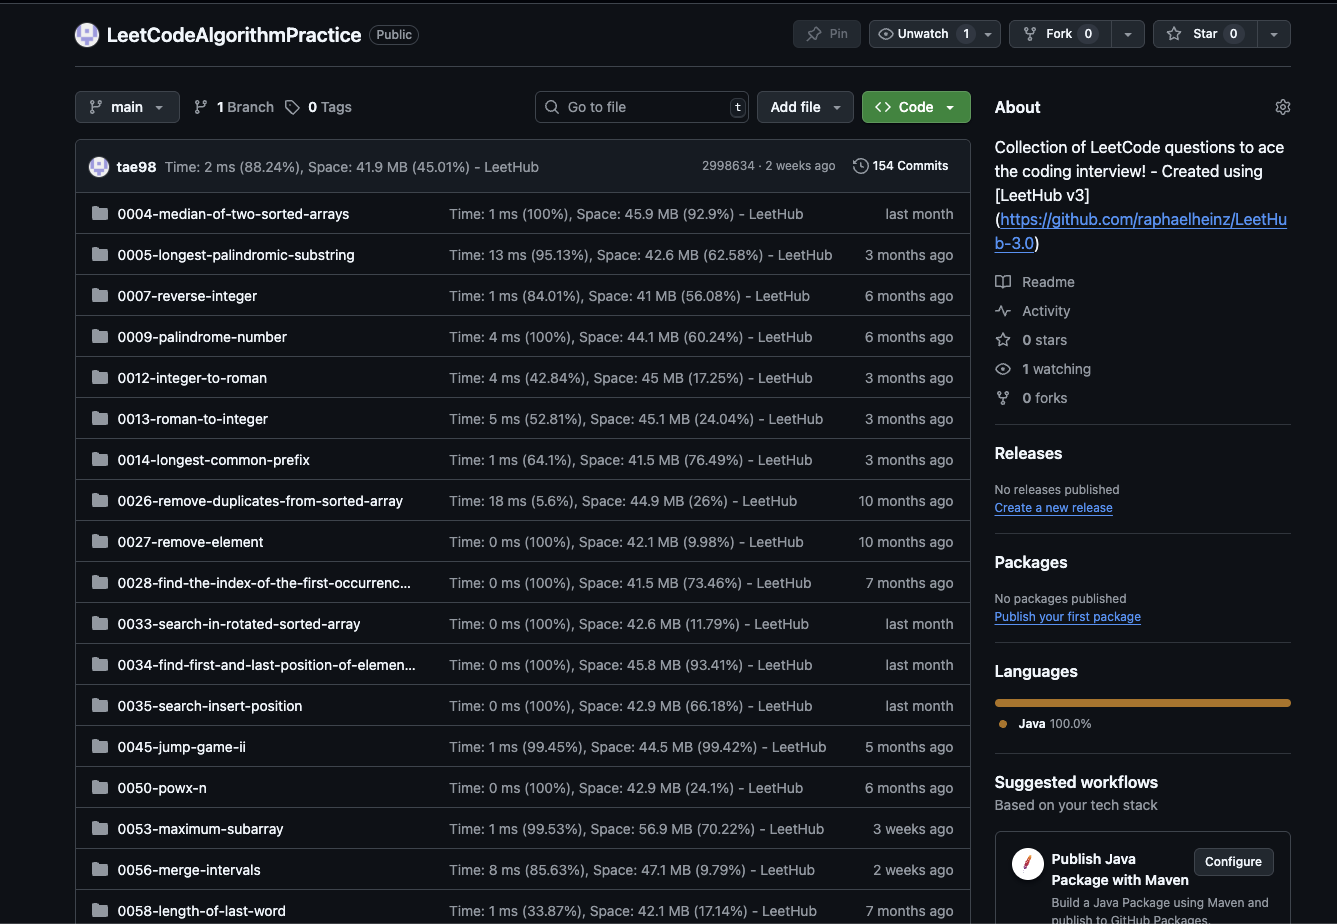 LeetCodeAlgorithmPractice Public
Pin
Unwatch 1
Fork 0
Star 0
main
1 Branch
0 Tags
Go to file t
Add file
<> Code
tae98 Time: 2 ms (88.24%), Space: 41.9 MB (45.01%) - LeetHub 2998634 · 2 weeks ago 154 Commits
0004-median-of-two-sorted-arrays Time: 1 ms (100%), Space: 45.9 MB (92.9%) - LeetHub last month
0005-longest-palindromic-substring Time: 13 ms (95.13%), Space: 42.6 MB (62.58%) - LeetHub 3 months ago
0007-reverse-integer Time: 1 ms (84.01%), Space: 41 MB (56.08%) - LeetHub 6 months ago
0009-palindrome-number Time: 4 ms (100%), Space: 44.1 MB (60.24%) - LeetHub 6 months ago
0012-integer-to-roman Time: 4 ms (42.84%), Space: 45 MB (17.25%) - LeetHub 3 months ago
0013-roman-to-integer Time: 5 ms (52.81%), Space: 45.1 MB (24.04%) - LeetHub 3 months ago
0014-longest-common-prefix Time: 1 ms (64.1%), Space: 41.5 MB (76.49%) - LeetHub 3 months ago
0026-remove-duplicates-from-sorted-array Time: 18 ms (5.6%), Space: 44.9 MB (26%) - LeetHub 10 months ago
0027-remove-element Time: 0 ms (100%), Space: 42.1 MB (9.98%) - LeetHub 10 months ago
0028-find-the-index-of-the-first-occurrenc... Time: 0 ms (100%), Space: 41.5 MB (73.46%) - LeetHub 7 months ago
0033-search-in-rotated-sorted-array Time: 0 ms (100%), Space: 42.6 MB (11.79%) - LeetHub last month
0034-find-first-and-last-position-of-elemen... Time: 0 ms (100%), Space: 45.8 MB (93.41%) - LeetHub last month
0035-search-insert-position Time: 0 ms (100%), Space: 42.9 MB (66.18%) - LeetHub last month
0045-jump-game-ii Time: 1 ms (99.45%), Space: 44.5 MB (99.42%) - LeetHub 5 months ago
0050-powx-n Time: 0 ms (100%), Space: 42.9 MB (24.1%) - LeetHub 6 months ago
0053-maximum-subarray Time: 1 ms (99.53%), Space: 56.9 MB (70.22%) - LeetHub 3 weeks ago
0056-merge-intervals Time: 8 ms (85.63%), Space: 47.1 MB (9.79%) - LeetHub 2 weeks ago
0058-length-of-last-word Time: 1 ms (33.87%), Space: 42.1 MB (17.14%) - LeetHub 7 months ago
About
Collection of LeetCode questions to ace
the coding interview! - Created using
[LeetHub v3]
(https://github.com/raphaelheinz/LeetHu
b-3.0)
Readme
Activity
0 stars
1 watching
0 forks
Releases
No releases published
Create a new release
Packages
No packages published
Publish your first package
Languages
Java 100.0%
Suggested workflows
Based on your tech stack
Publish Java
Package with Maven
Configure
Build a Java Package using Maven and
publish to GitHub Packages.